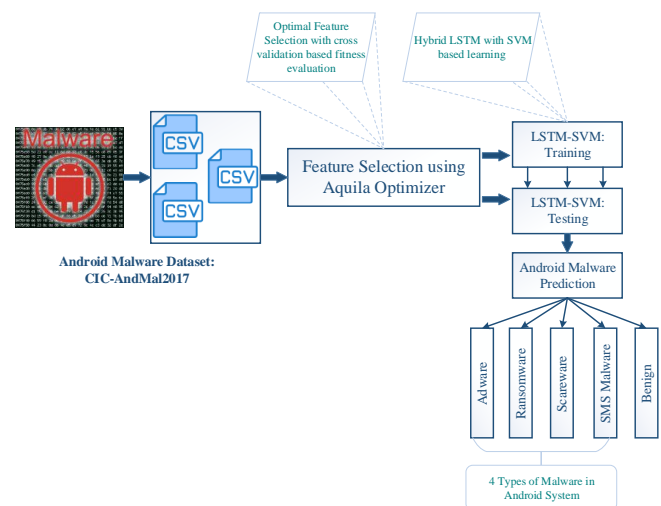 Optimal Feature
Selection with cross
validation based fitness
evaluation
Hybrid LSTM with SVM
based learning
Malware
CSV
CSV
CSV
Feature Selection using
Aquila Optimizer
LSTM-SVM:
Training
LSTM-SVM:
Testing
Android Malware Dataset:
CIC-AndMal2017
Android Malware
Prediction
Adware
Ransomware
Scareware
SMS Malware
Benign
4 Types of Malware in
Android System